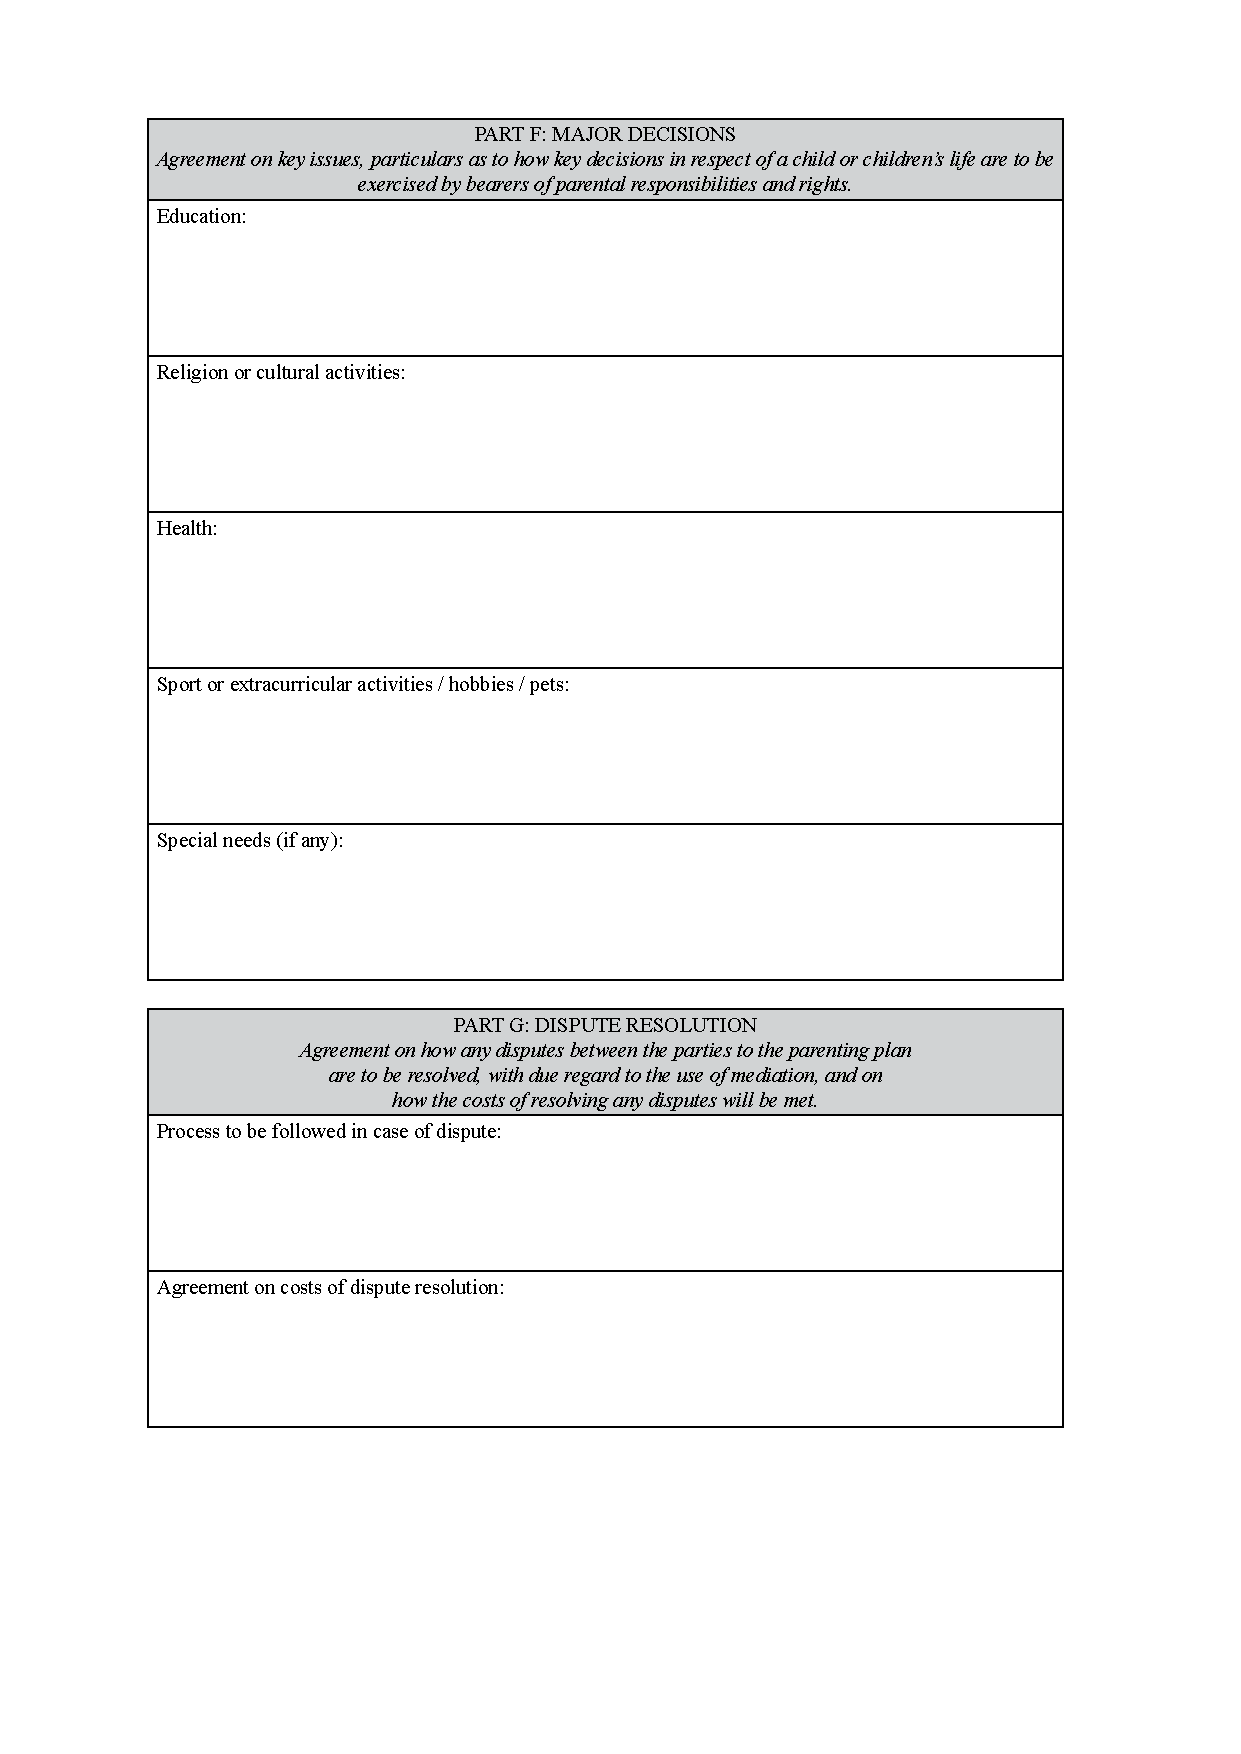 PART F: MAJOR DECISIONS
Agreement on key issues, particulars as to how key decisions in respect of a child or children’s life are to be
exercised by bearers of parental responsibilities and rights.
Education:
Religion or cultural activities:
Health:
Sport or extracurricular activities / hobbies / pets:
Special needs (if any):
PART G: DISPUTE RESOLUTION
Agreement on how any disputes between the parties to the parenting plan
are to be resolved, with due regard to the use of mediation, and on
how the costs of resolving any disputes will be met.
Process to be followed in case of dispute:
Agreement on costs of dispute resolution: